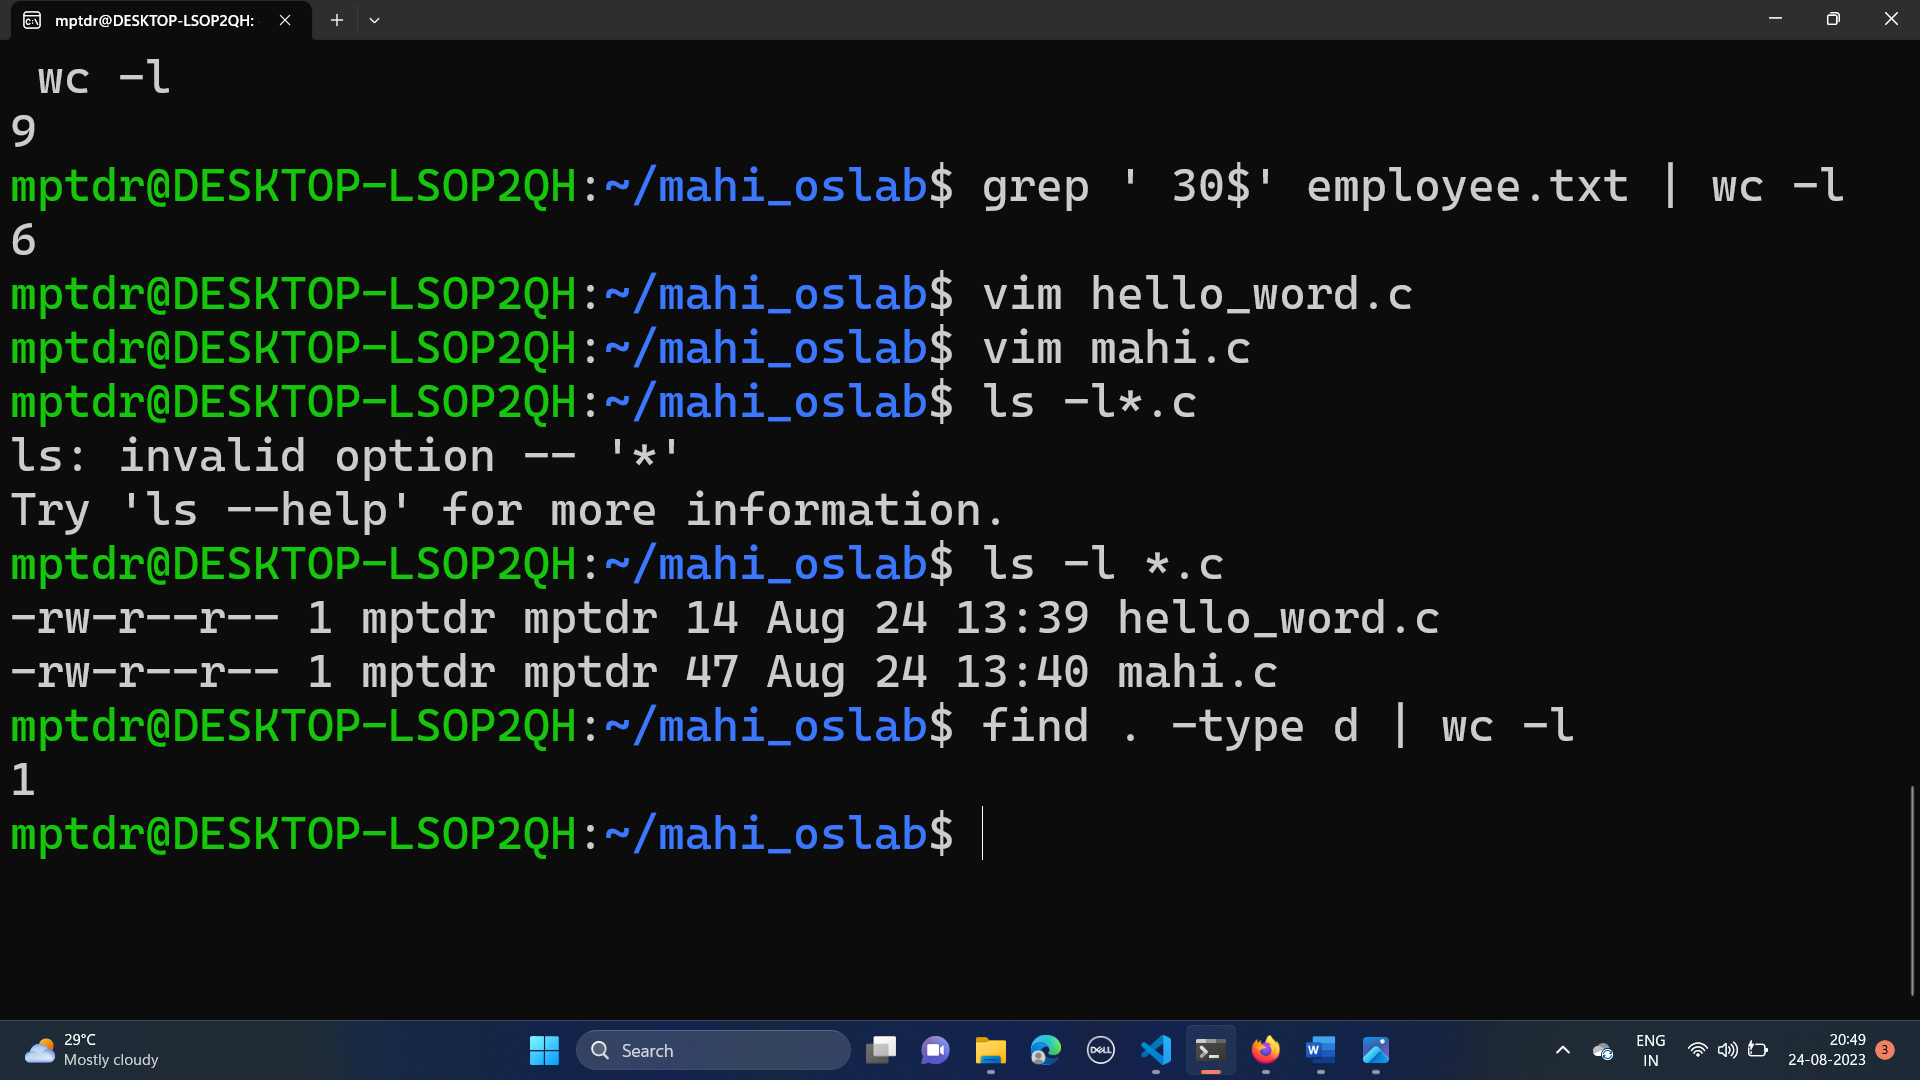 mptdr@DESKTOP-LSOP2QH:
wc -l
9
mptdr@DESKTOP-LSOP2QH:~/mahi_oslab$ grep ' 30$' employee.txt | wc -l
6
mptdr@DESKTOP-LSOP2QH:~/mahi_oslab$ vim hello_word.c
mptdr@DESKTOP-LSOP2QH:~/mahi_oslab$ vim mahi.c
mptdr@DESKTOP-LSOP2QH:~/mahi_oslab$ ls -l*.c
ls: invalid option -- '*'
Try 'ls --help' for more information.
mptdr@DESKTOP-LSOP2QH:~/mahi_oslab$ ls -l *.c
-rw-r--r-- 1 mptdr mptdr 14 Aug 24 13:39 hello_word.c
-rw-r--r-- 1 mptdr mptdr 47 Aug 24 13:40 mahi.c
mptdr@DESKTOP-LSOP2QH:~/mahi_oslab$ find . -type d | wc -l
1
mptdr@DESKTOP-LSOP2QH:~/mahi_oslab$
29°C
Mostly cloudy
Search
DELL
W
ENG
IN
20:49
24-08-2023
3